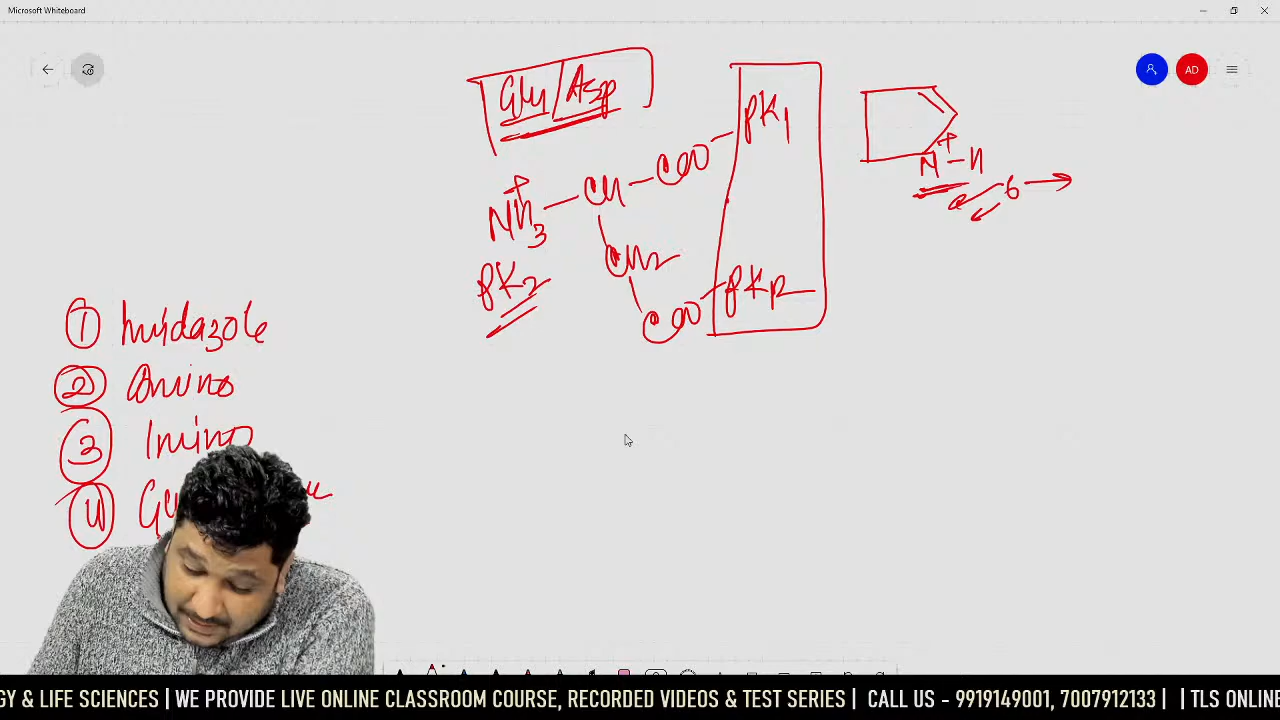 Microsoft Whiteboard
AD
Glu/Asp
pK1
N+-H
6
NH3+ - CH - COO -
pK2
CH2
COO - pKR
① Imidazole
② Amino
③ Imino
④
GY & LIFE SCIENCES | WE PROVIDE LIVE ONLINE CLASSROOM COURSE, RECORDED VIDEOS & TEST SERIES | CALL US - 9919149001, 7007912133 | | TLS ONLINE